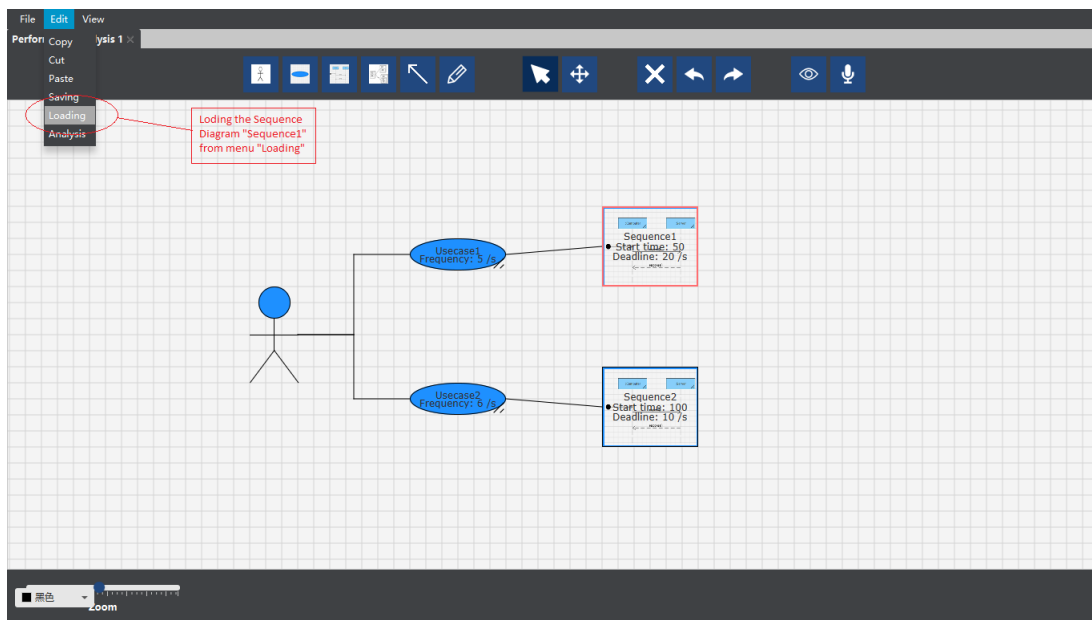 File Edit View
Perfor ysis 1 ×
Copy
Cut
Paste
Saving
Loading
Analysis
Loding the Sequence
Diagram "Sequence1"
from menu "Loading"
Sequence1
Start time: 50
Deadline: 20 /s
Usecase1
Frequency: 5 /s
Usecase2
Frequency: 6 /s
Sequence2
Start time: 100
Deadline: 10 /s
黑色
Zoom